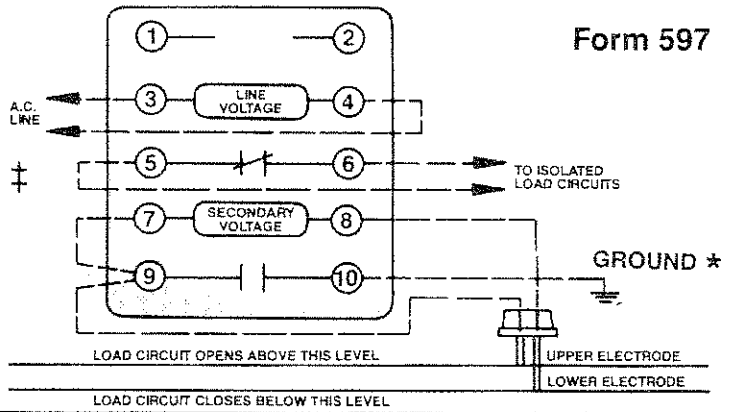 Form 597
1 2
A.C. LINE
3 LINE VOLTAGE 4
‡
5 6
TO ISOLATED
LOAD CIRCUITS
7 SECONDARY VOLTAGE 8
GROUND *
9 10
LOAD CIRCUIT OPENS ABOVE THIS LEVEL
UPPER ELECTRODE
LOWER ELECTRODE
LOAD CIRCUIT CLOSES BELOW THIS LEVEL